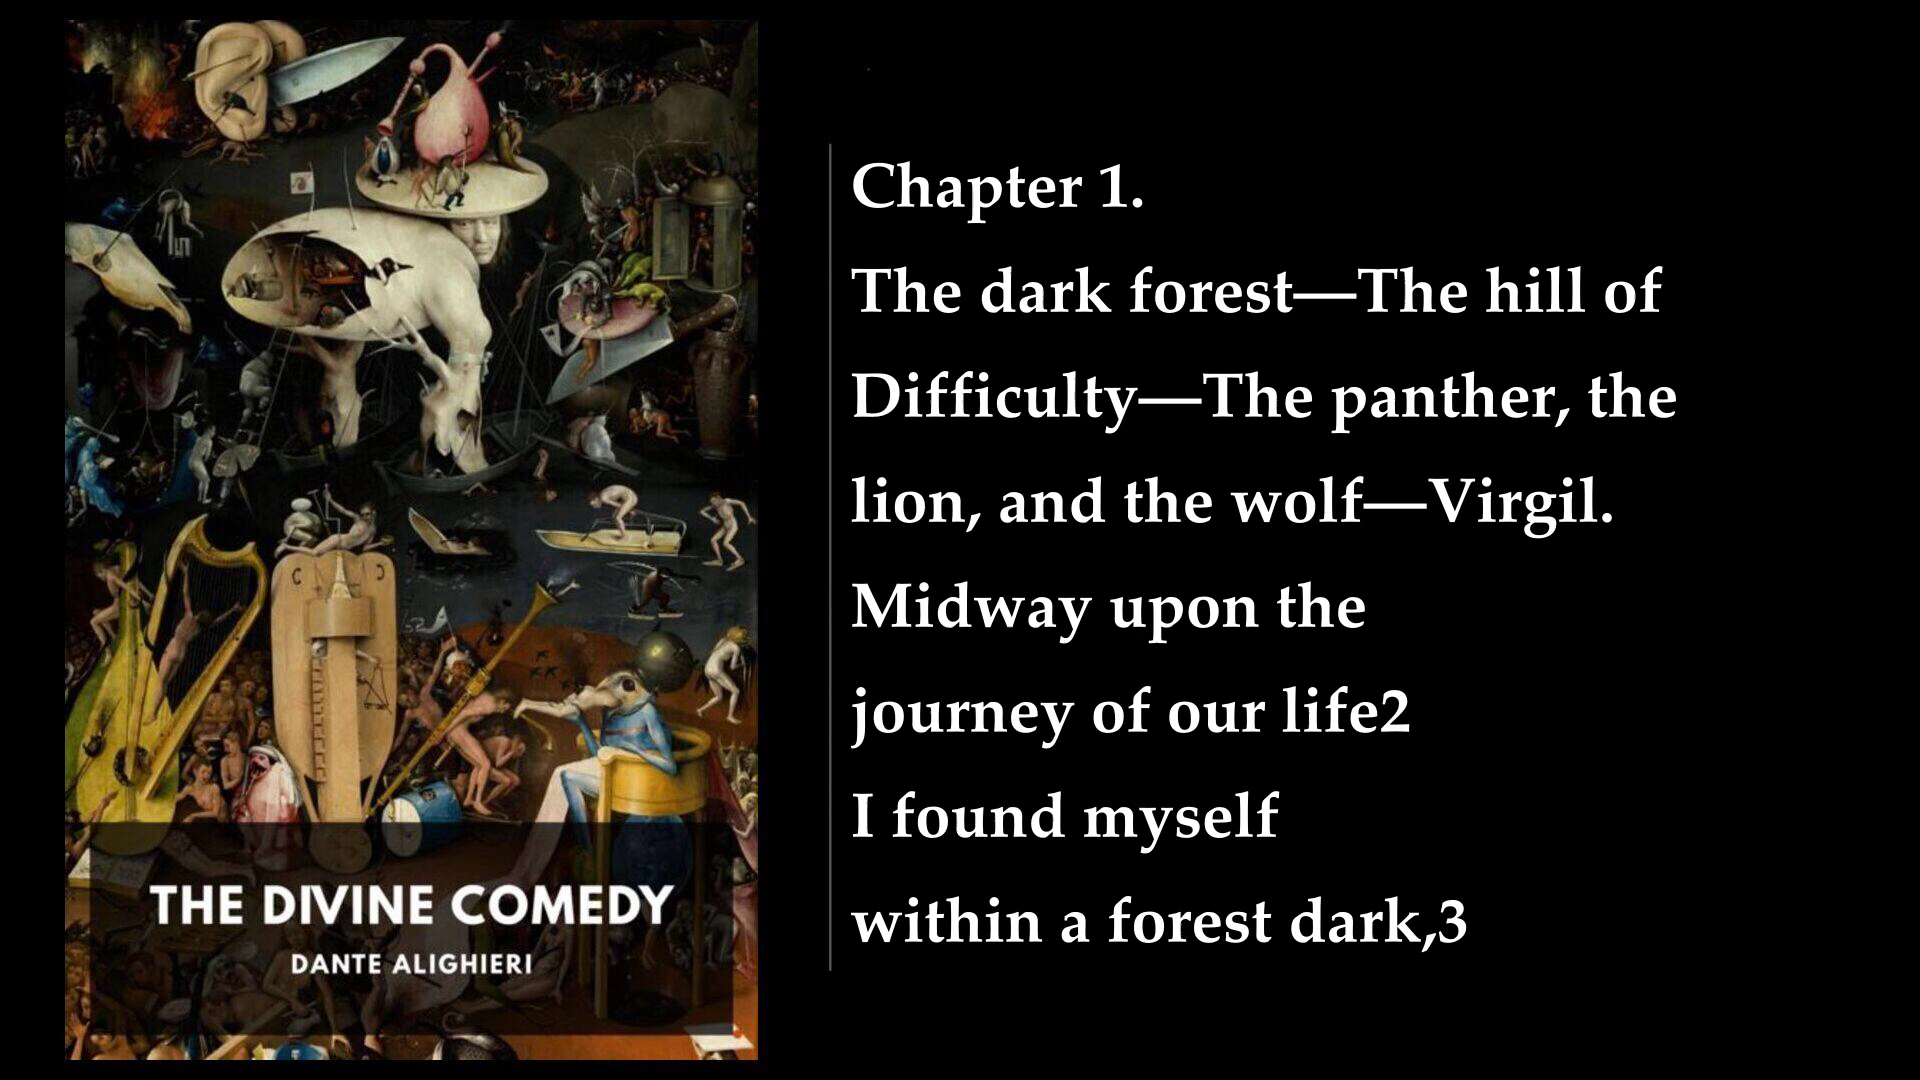 THE DIVINE COMEDY
DANTE ALIGHIERI
Chapter 1.
The dark forest—The hill of
Difficulty—The panther, the
lion, and the wolf—Virgil.
Midway upon the
journey of our life2
I found myself
within a forest dark,3